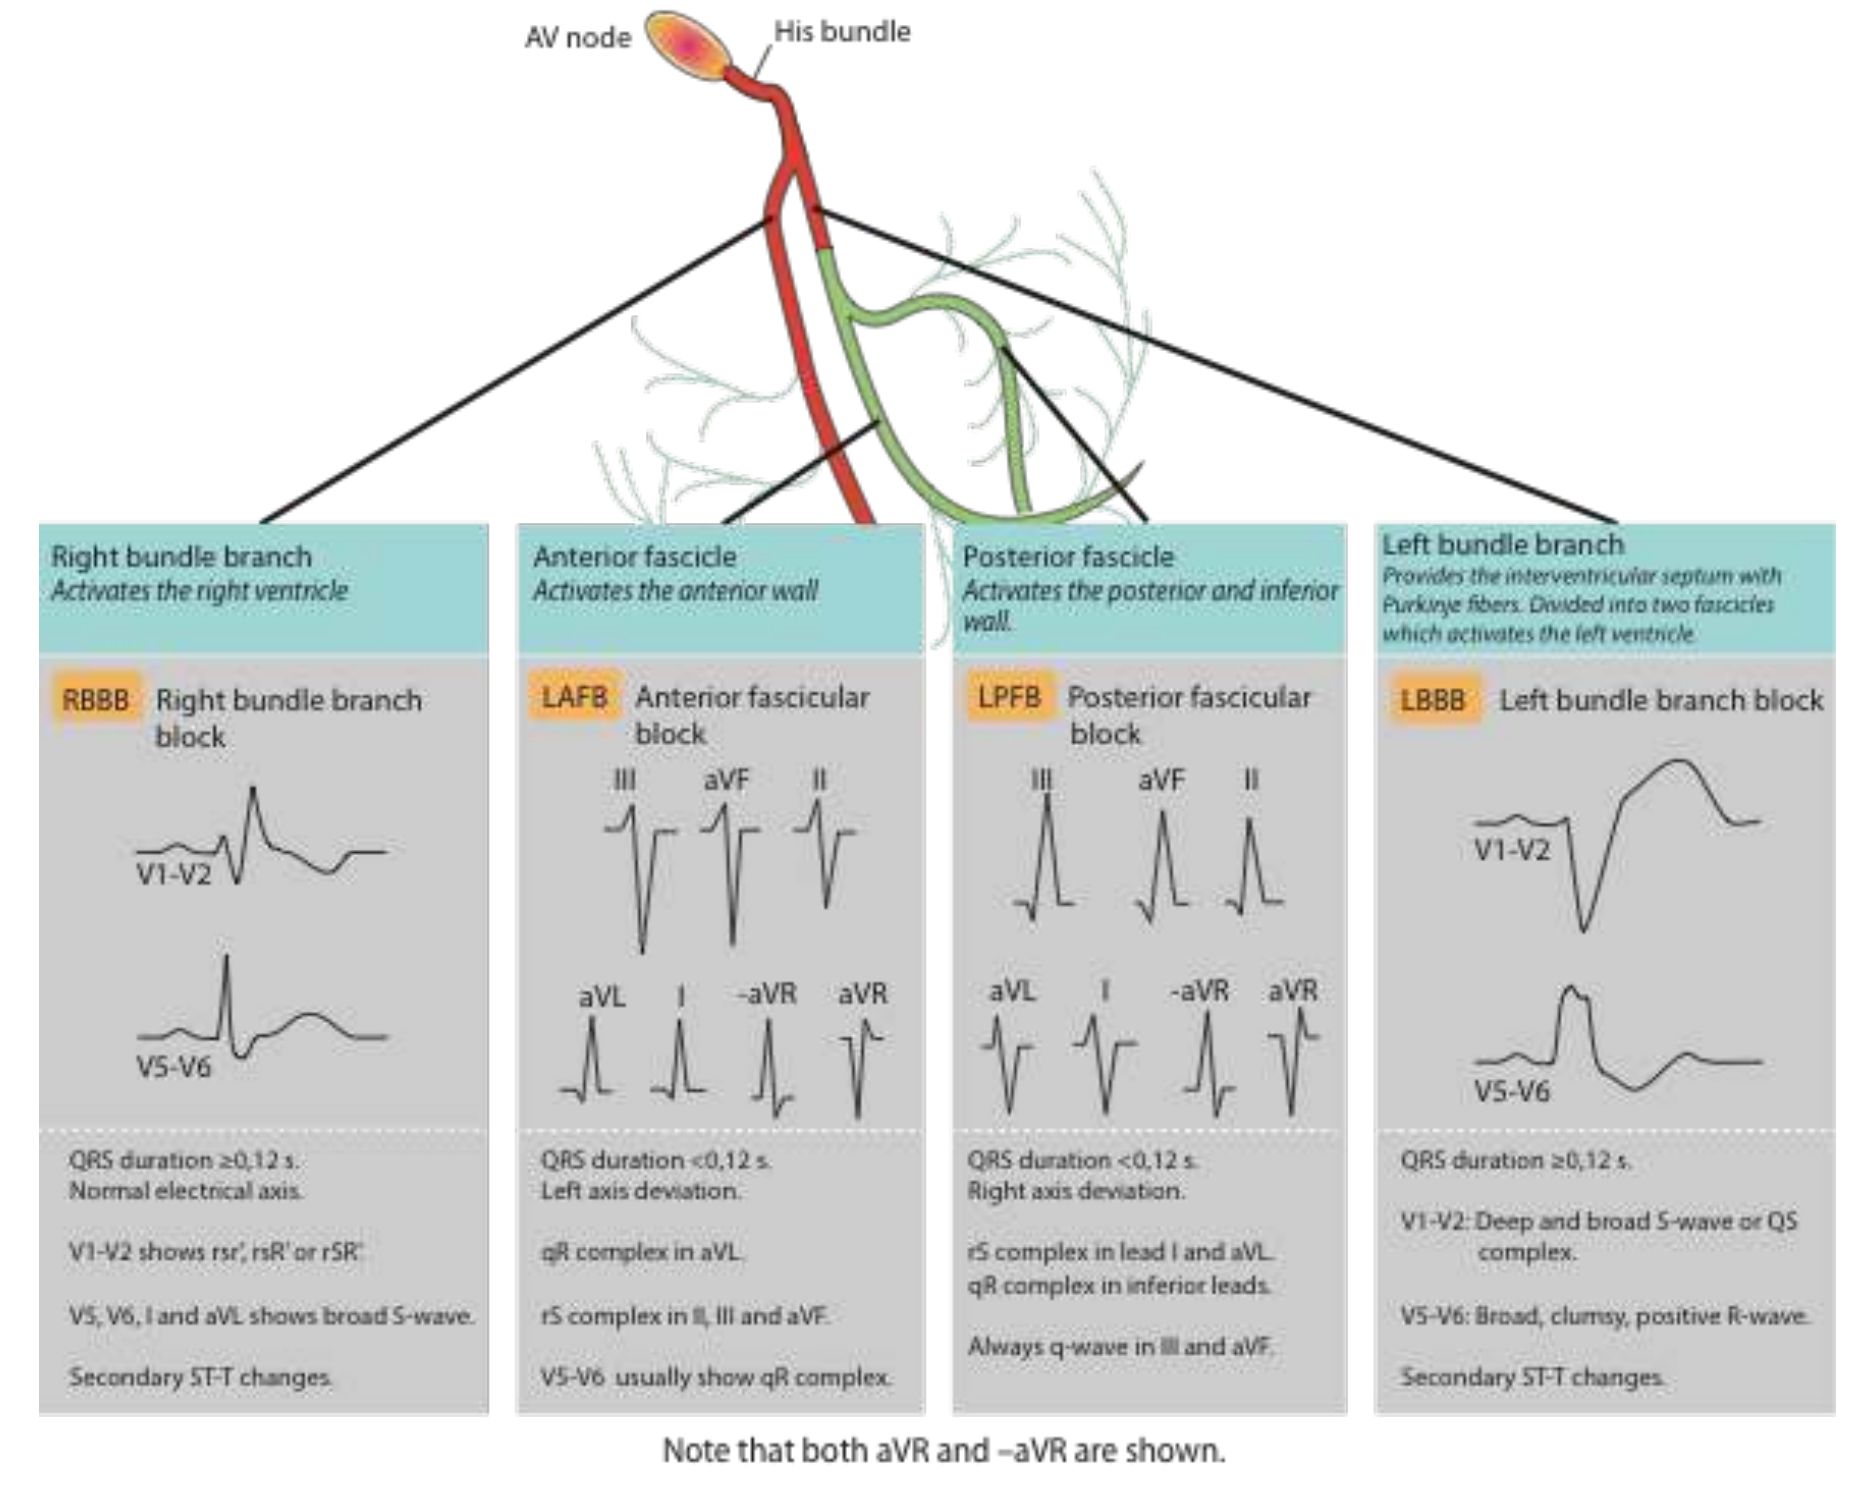 AV node
His bundle
Right bundle branch
Activates the right ventricle
RBBB Right bundle branch
block
V1-V2
V5-V6
QRS duration ≥0,12 s.
Normal electrical axis.
V1-V2 shows rsr', rsR' or rSR'.
V5, V6, I and aVL shows broad S-wave.
Secondary ST-T changes.
Anterior fascicle
Activates the anterior wall
LAFB Anterior fascicular
block
III aVF II
aVL I -aVR aVR
QRS duration <0,12 s.
Left axis deviation.
qR complex in aVL.
rS complex in II, III and aVF.
V5-V6 usually show qR complex.
Posterior fascicle
Activates the posterior and inferior
wall.
LPFB Posterior fascicular
block
III aVF II
aVL I -aVR aVR
QRS duration <0,12 s.
Right axis deviation.
rS complex in lead I and aVL.
qR complex in inferior leads.
Always q-wave in III and aVF.
Left bundle branch
Provides the interventricular septum with
Purkinje fibers. Divided into two fascicles
which activates the left ventricle.
LBBB Left bundle branch block
V1-V2
V5-V6
QRS duration ≥0,12 s.
V1-V2: Deep and broad S-wave or QS
complex.
V5-V6: Broad, clumsy, positive R-wave.
Secondary ST-T changes.
Note that both aVR and –aVR are shown.